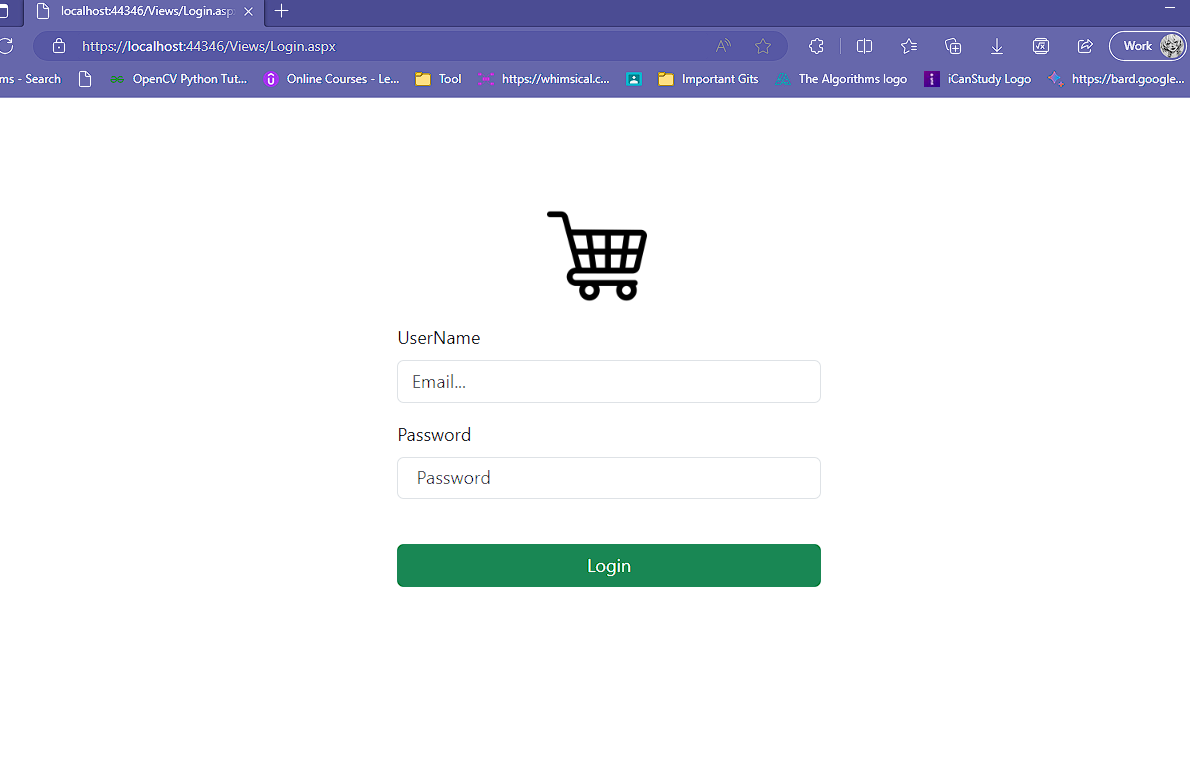 localhost:44346/Views/Login.asp
https://localhost:44346/Views/Login.aspx
Work
ms - Search
OpenCV Python Tut...
Online Courses - Le...
Tool
https://whimsical.c...
Important Gits
The Algorithms logo
iCanStudy Logo
https://bard.google...
UserName
Email...
Password
Password
Login